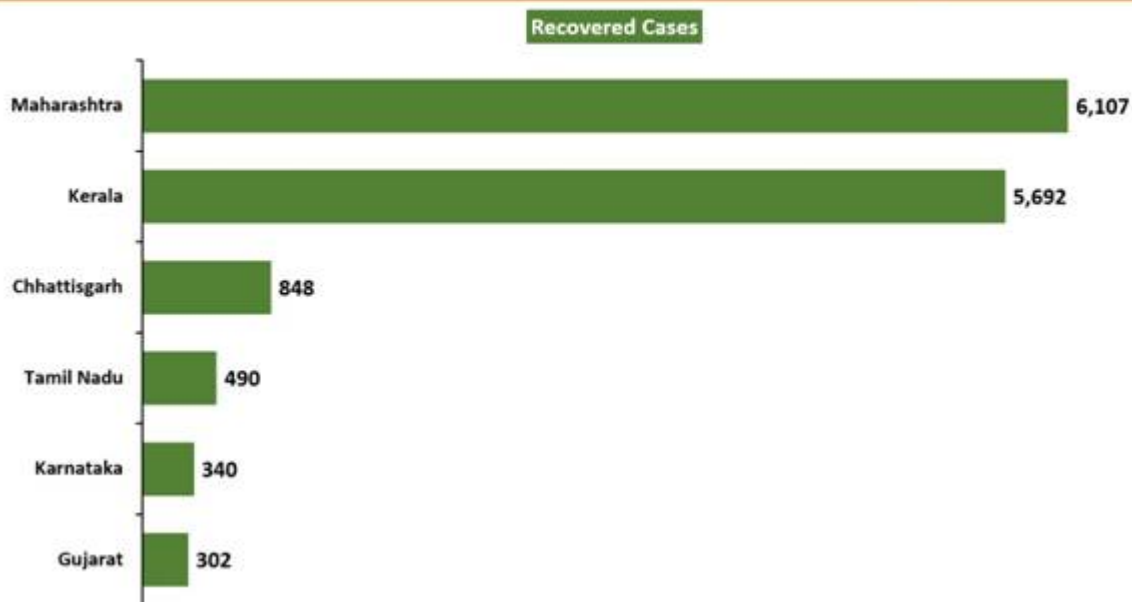 Recovered Cases
Maharashtra 6,107
Kerala 5,692
Chhattisgarh 848
Tamil Nadu 490
Karnataka 340
Gujarat 302